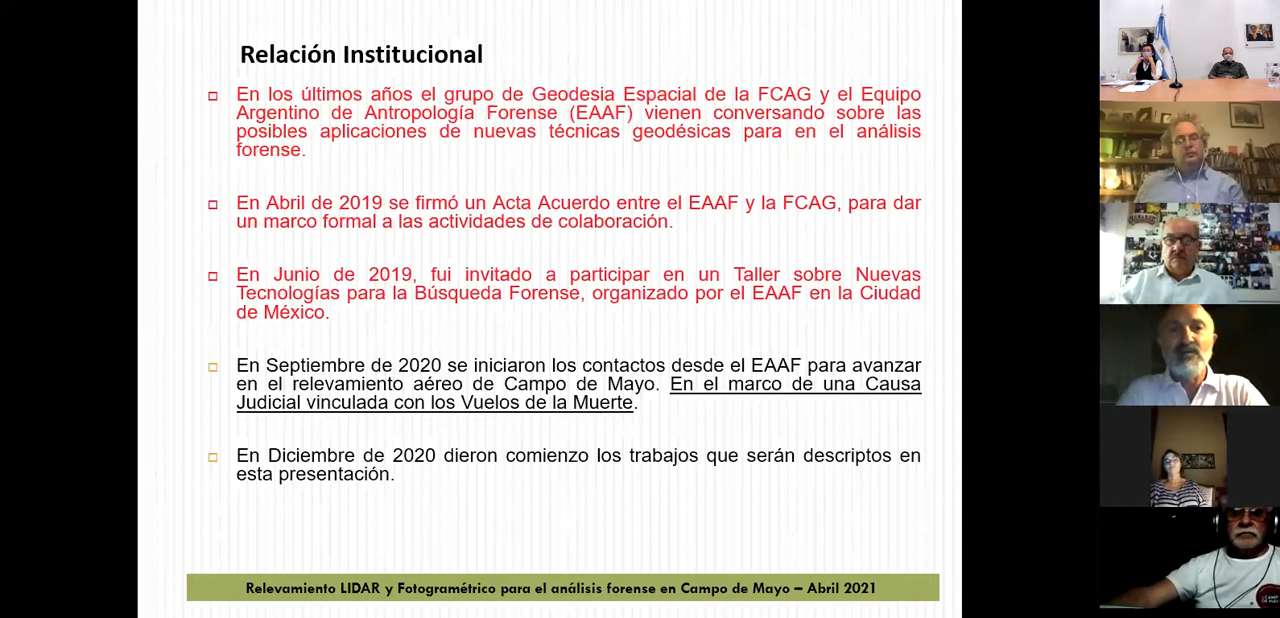 Relación Institucional
En los últimos años el grupo de Geodesia Espacial de la FCAG y el Equipo
Argentino de Antropología Forense (EAAF) vienen conversando sobre las
posibles aplicaciones de nuevas técnicas geodésicas para en el análisis
forense.
En Abril de 2019 se firmó un Acta Acuerdo entre el EAAF y la FCAG, para dar
un marco formal a las actividades de colaboración.
En Junio de 2019, fui invitado a participar en un Taller sobre Nuevas
Tecnologías para la Búsqueda Forense, organizado por el EAAF en la Ciudad
de México.
En Septiembre de 2020 se iniciaron los contactos desde el EAAF para avanzar
en el relevamiento aéreo de Campo de Mayo. En el marco de una Causa
Judicial vinculada con los Vuelos de la Muerte.
En Diciembre de 2020 dieron comienzo los trabajos que serán descriptos en
esta presentación.
Relevamiento LIDAR y Fotogramétrico para el análisis forense en Campo de Mayo – Abril 2021